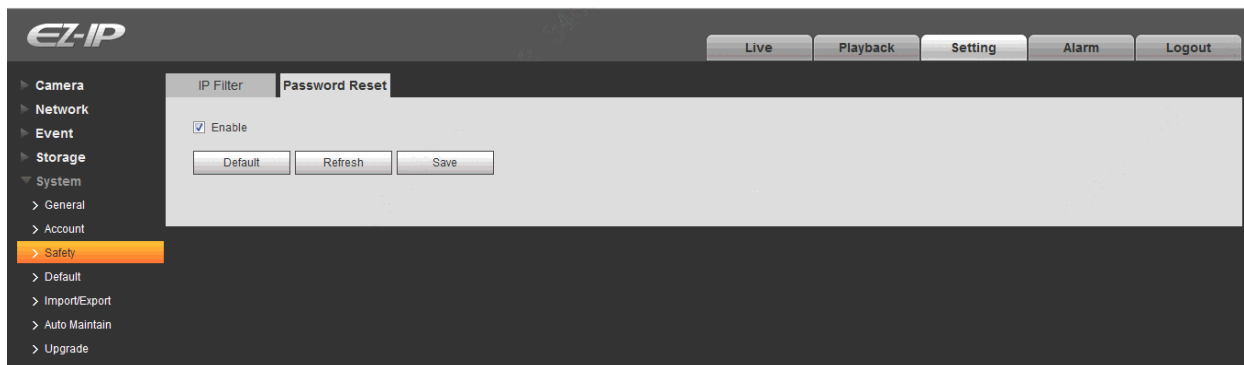 EZ-IP
Live Playback Setting Alarm Logout
Camera
Network
Event
Storage
System
> General
> Account
> Safety
> Default
> Import/Export
> Auto Maintain
> Upgrade
IP Filter Password Reset
Enable
Default Refresh Save